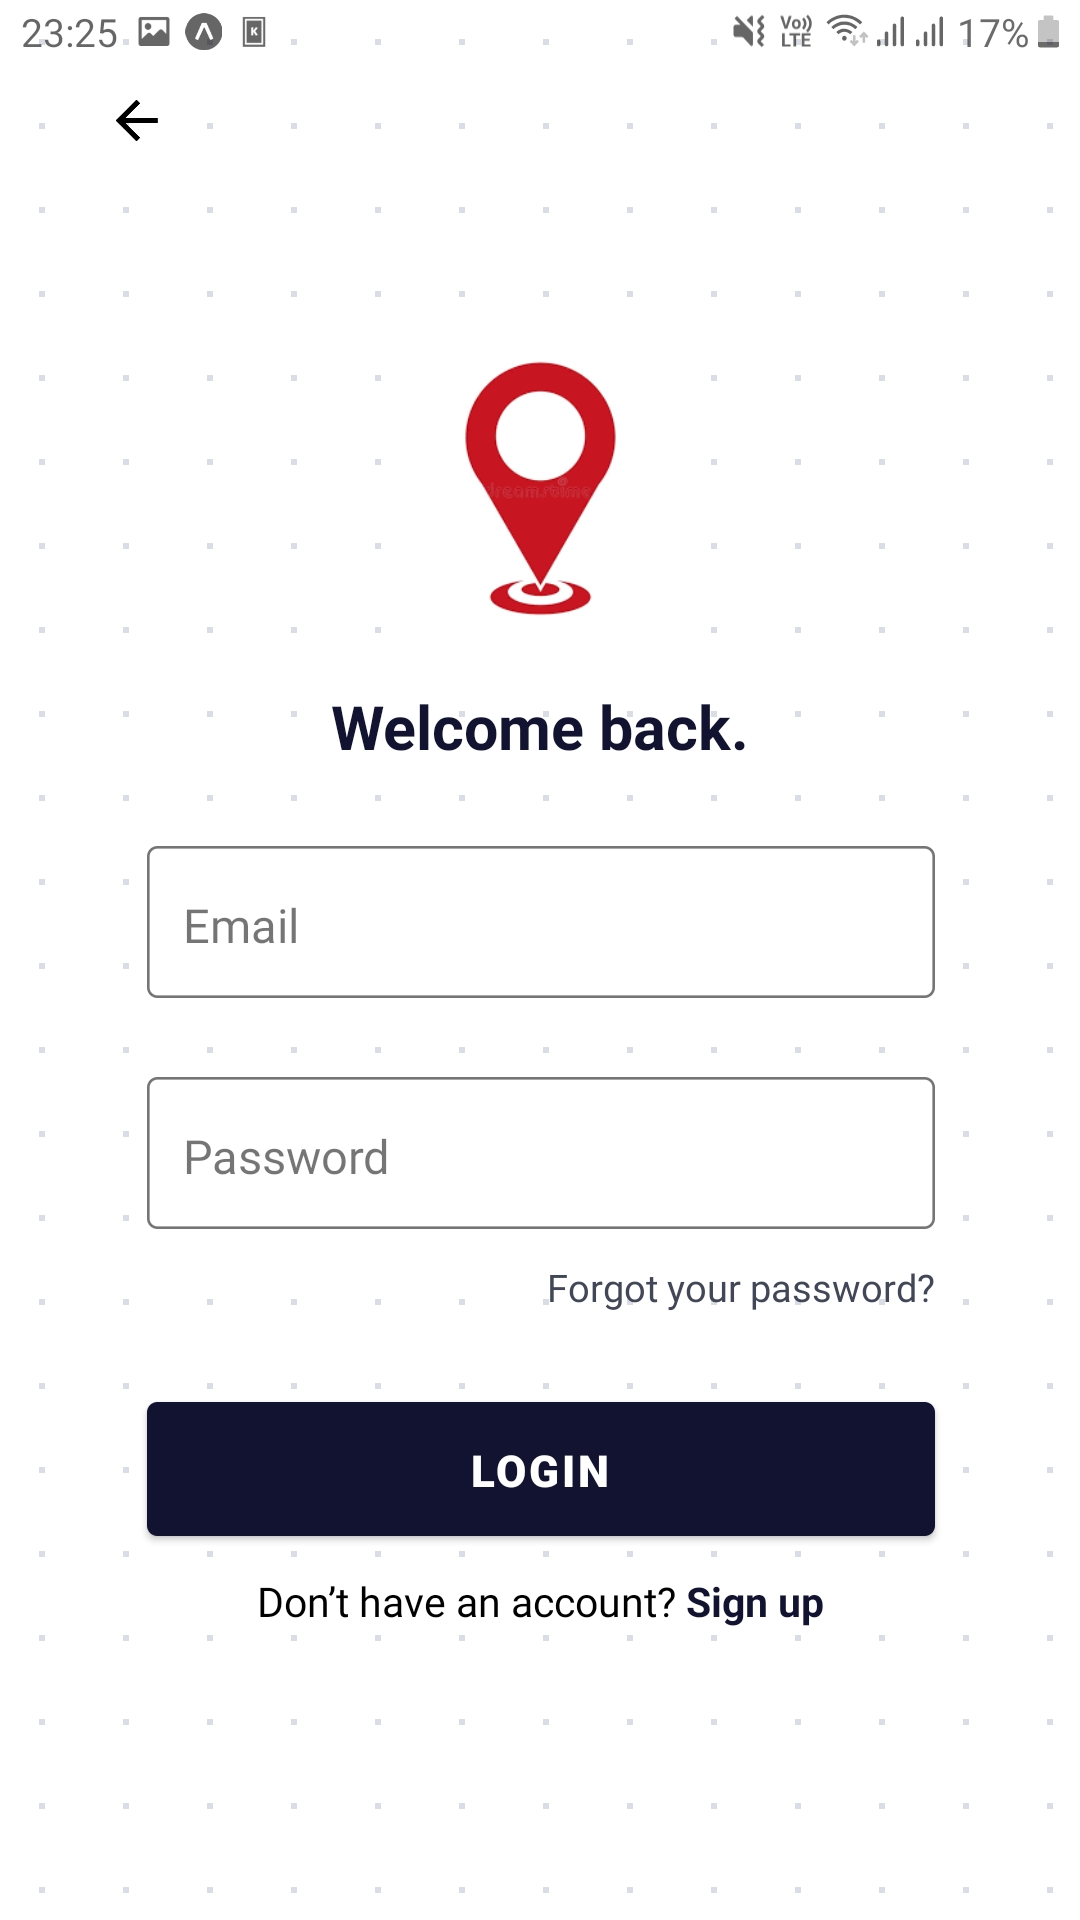 23:25 K Vo)) LTE 17%
dreamstime
Welcome back.
Email
Password
Forgot your password?
LOGIN
Don’t have an account? Sign up